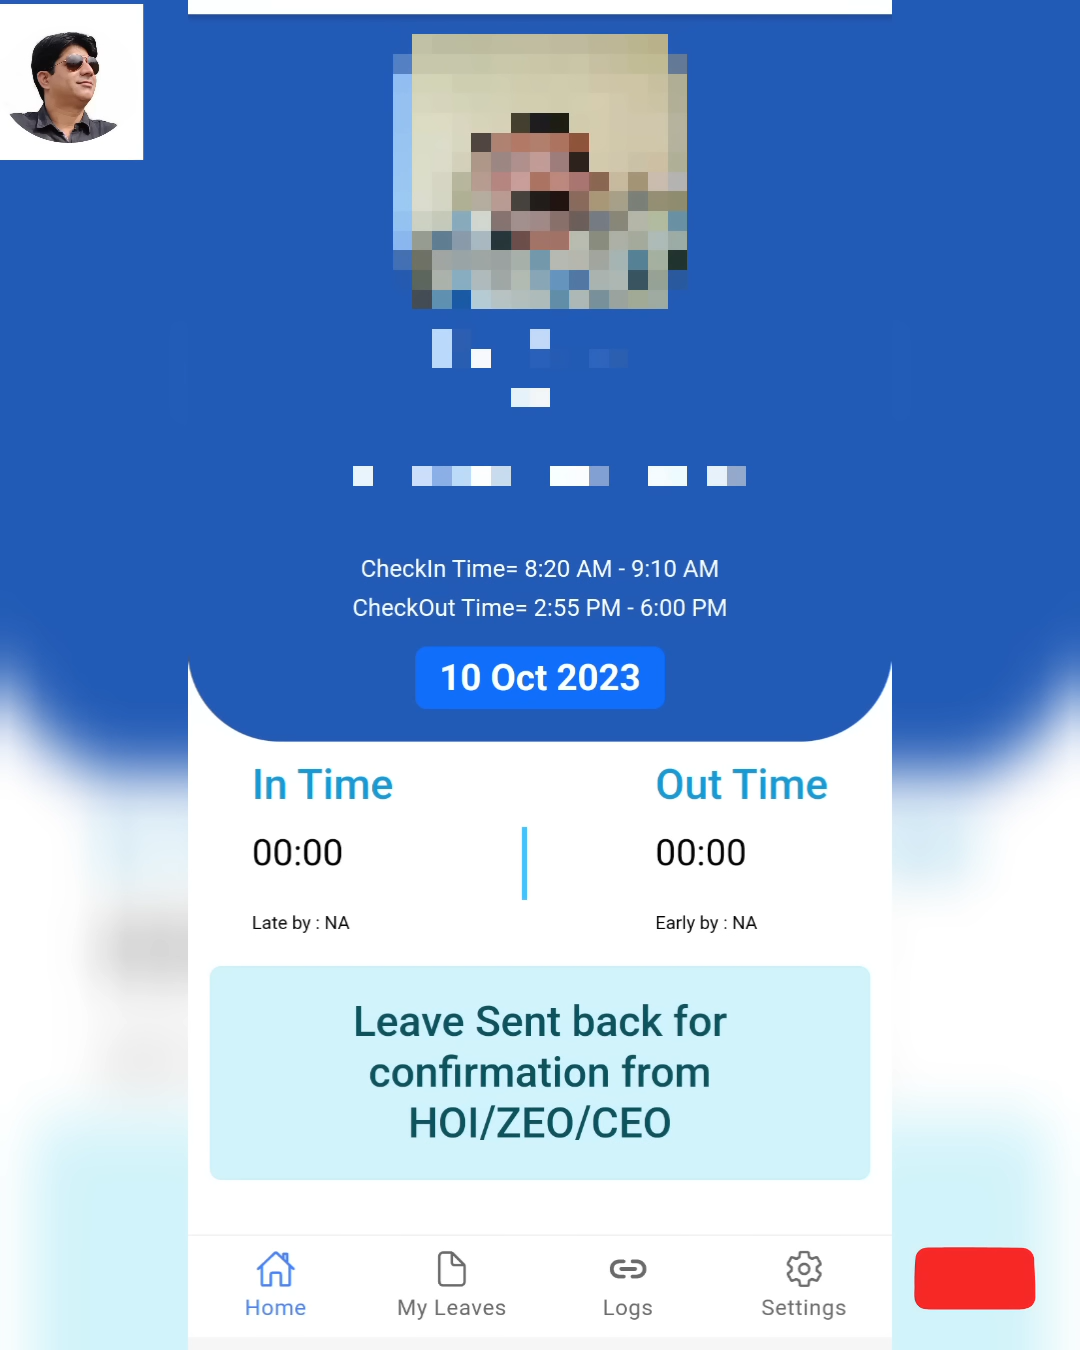 CheckIn Time= 8:20 AM - 9:10 AM
CheckOut Time= 2:55 PM - 6:00 PM
10 Oct 2023
In Time
Out Time
00:00
00:00
Late by : NA
Early by : NA
Leave Sent back for
confirmation from
HOI/ZEO/CEO
Home
My Leaves
Logs
Settings